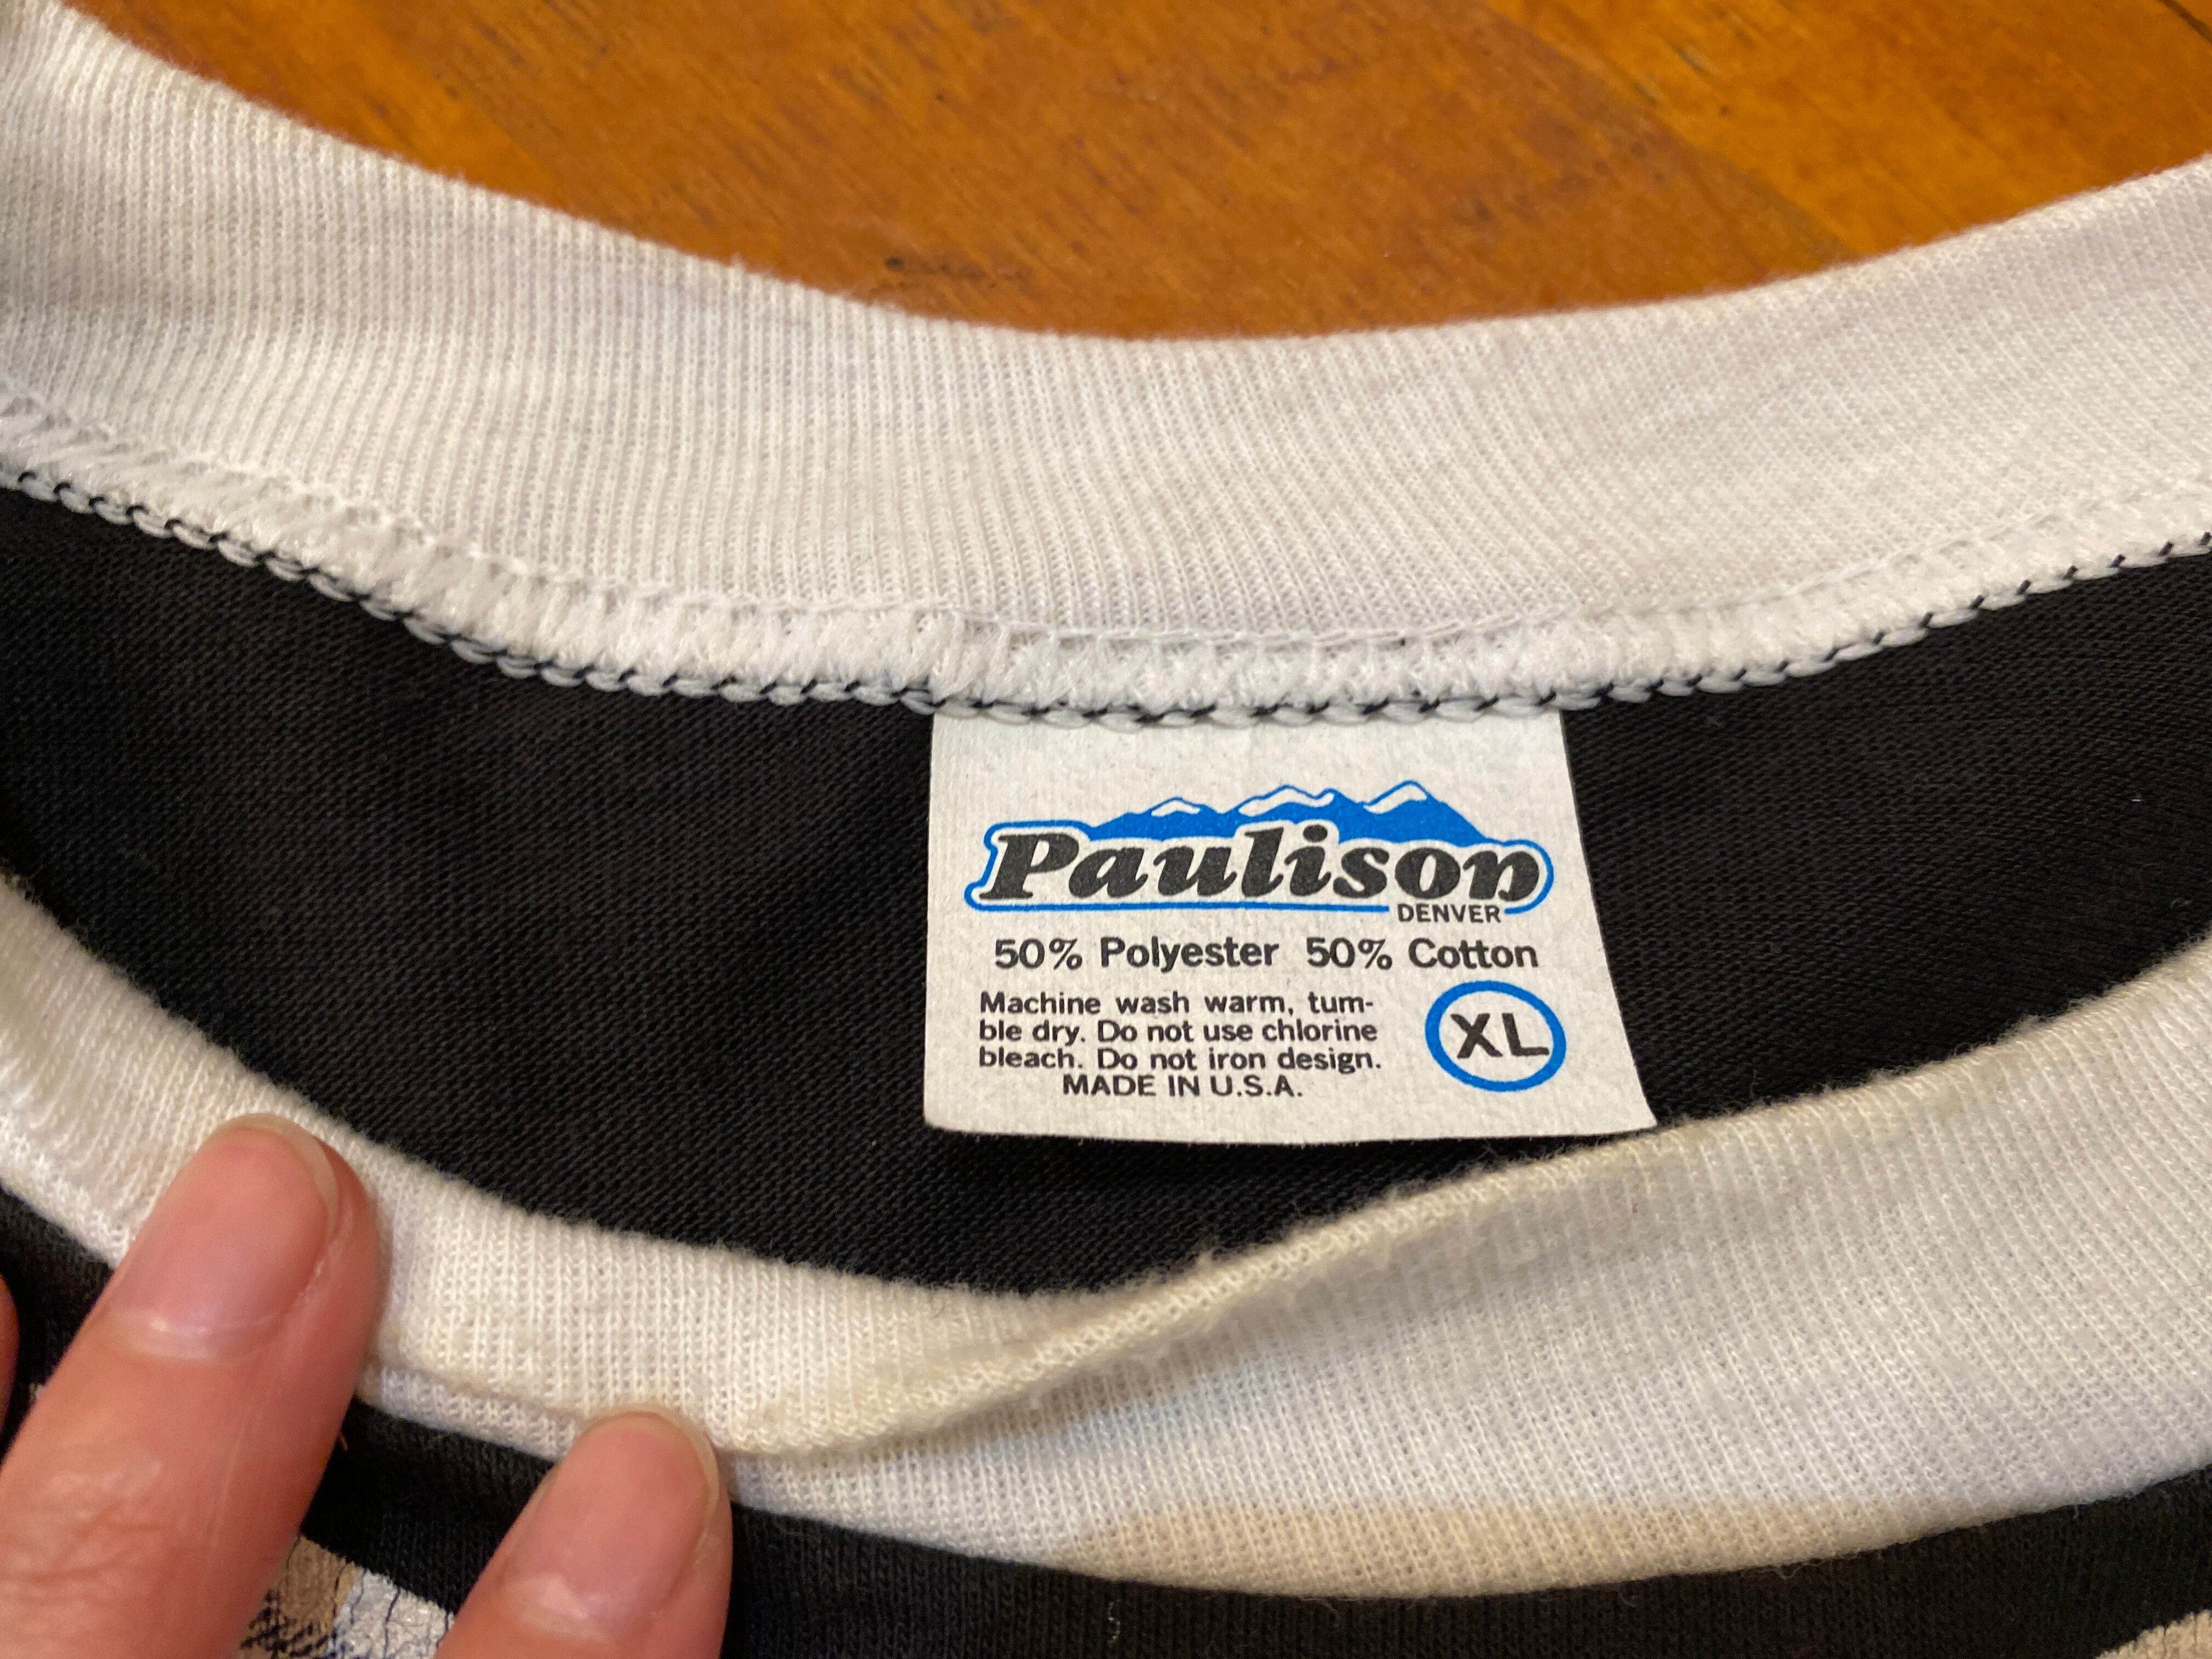 Paulison
DENVER
50% Polyester 50% Cotton
Machine wash warm, tum-
ble dry. Do not use chlorine
bleach. Do not iron design.
MADE IN U.S.A.
XL